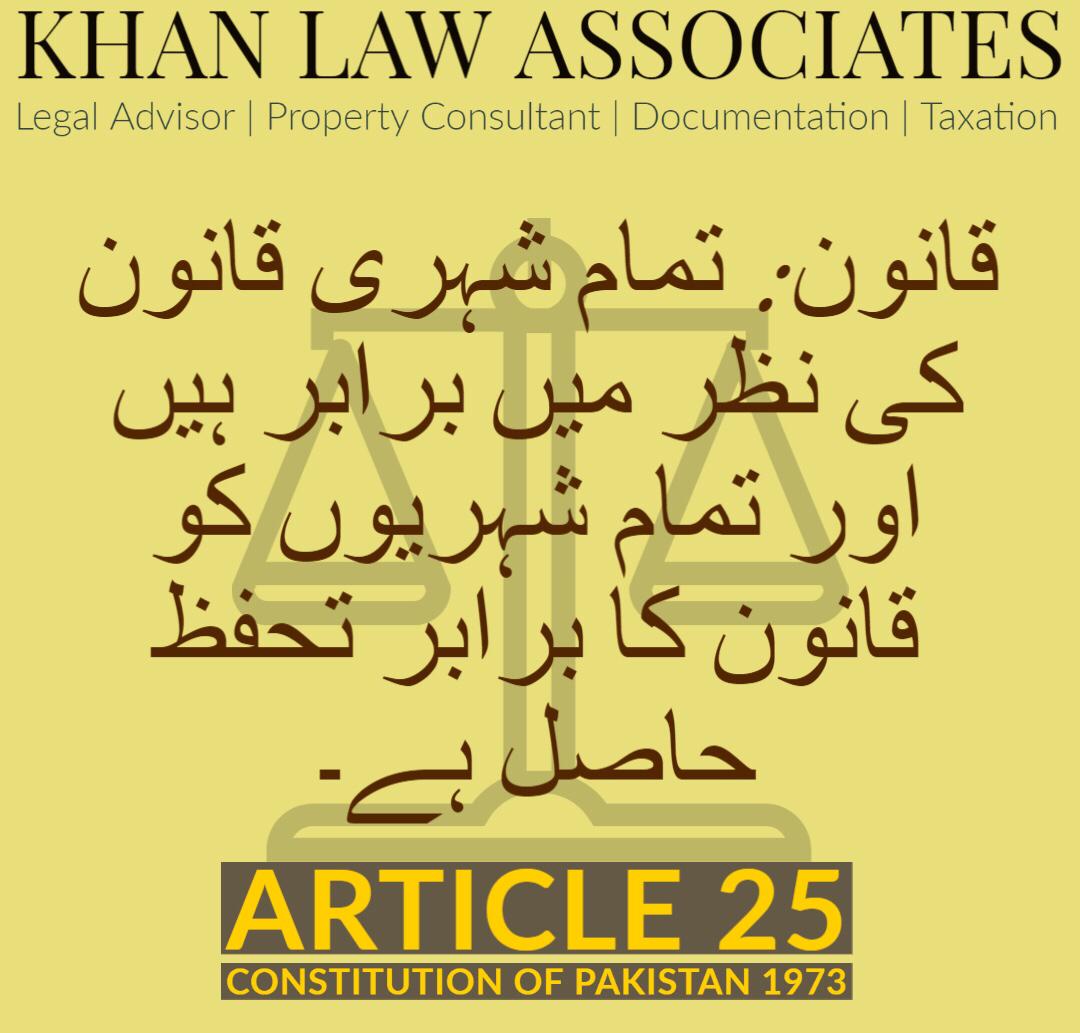 KHAN LAW ASSOCIATES
Legal Advisor | Property Consultant | Documentation | Taxation
قانون: تمام شہری قانون
کی نظر میں برابر ہیں
اور تمام شہریوں کو
قانون کا برابر تحفظ
حاصل ہے۔
ARTICLE 25
CONSTITUTION OF PAKISTAN 1973